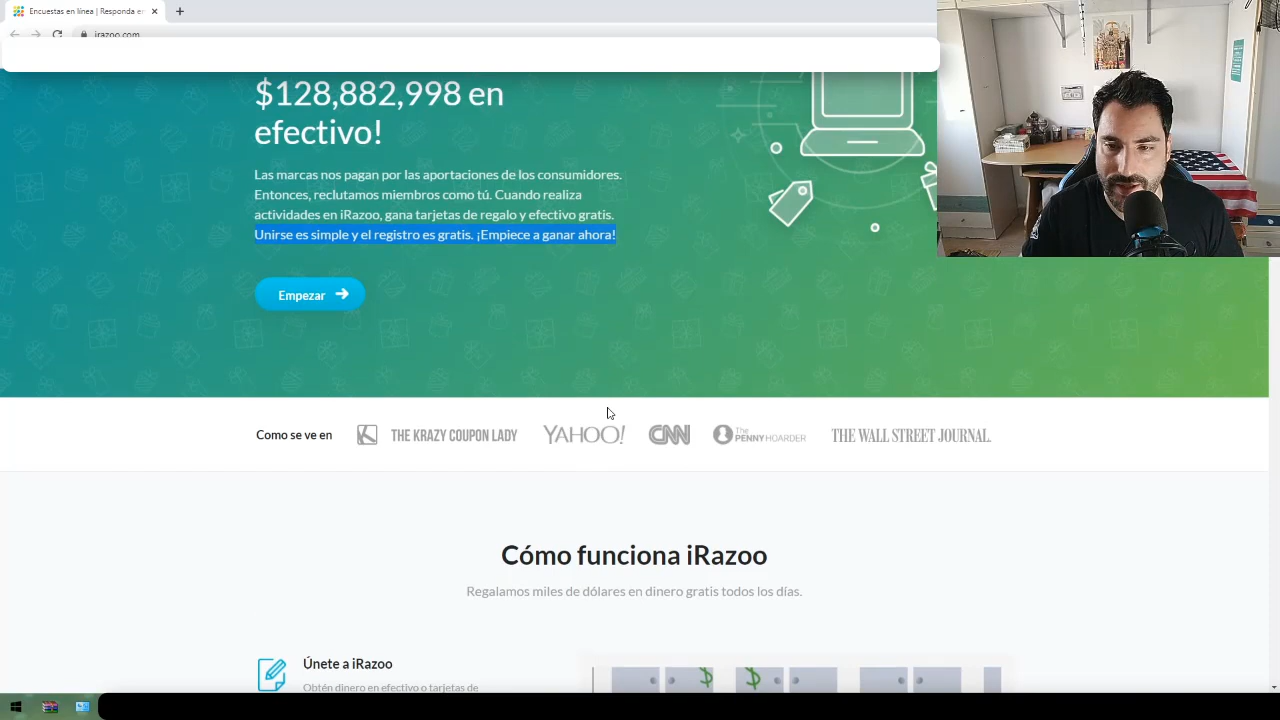 Encuestas en línea | Responda en
irazoo.com
$128,882,998 en
efectivo!
Las marcas nos pagan por las aportaciones de los consumidores.
Entonces, reclutamos miembros como tú. Cuando realiza
actividades en iRazoo, gana tarjetas de regalo y efectivo gratis.
Unirse es simple y el registro es gratis. ¡Empiece a ganar ahora!
Empezar
Como se ve en
THE KRAZY COUPON LADY
YAHOO!
CNN
The PENNY HOARDER
THE WALL STREET JOURNAL.
Cómo funciona iRazoo
Regalamos miles de dólares en dinero gratis todos los días.
Únete a iRazoo
Obtén dinero en efectivo o tarjetas de